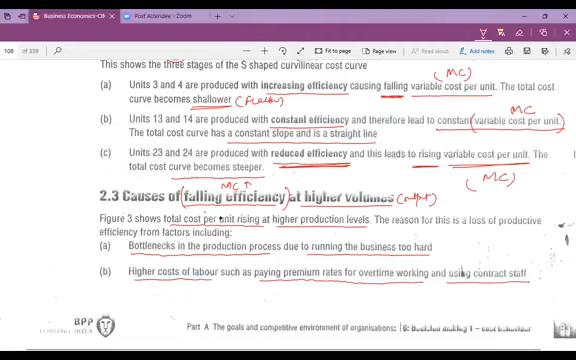 Business Economics-CIM
Post Attendee - Zoom
108
of 339
Fit to page
Page view
Read aloud
Add notes
This shows the three stages of the S shaped curvilinear cost curve
(MC)
(a) Units 3 and 4 are produced with increasing efficiency causing falling variable cost per unit. The total cost
curve becomes shallower (Flatter)
MC
(b) Units 13 and 14 are produced with constant efficiency and therefore lead to constant (variable cost per unit.)
The total cost curve has a constant slope and is a straight line
(c) Units 23 and 24 are produced with reduced efficiency and this leads to rising variable cost per unit. The
total cost curve becomes steeper.
(MC)
MC ↑
2.3 Causes of (falling efficiency) at higher volumes (output)
Figure 3 shows total cost per unit rising at higher production levels. The reason for this is a loss of productive
efficiency from factors including:
(a) Bottlenecks in the production process due to running the business too hard
(b) Higher costs of labour such as paying premium rates for overtime working and using contract staff
BPP
LEARNING MEDIA
Part A The goals and competitive environment of organisations | 6: Decision making 1 – cost behaviour